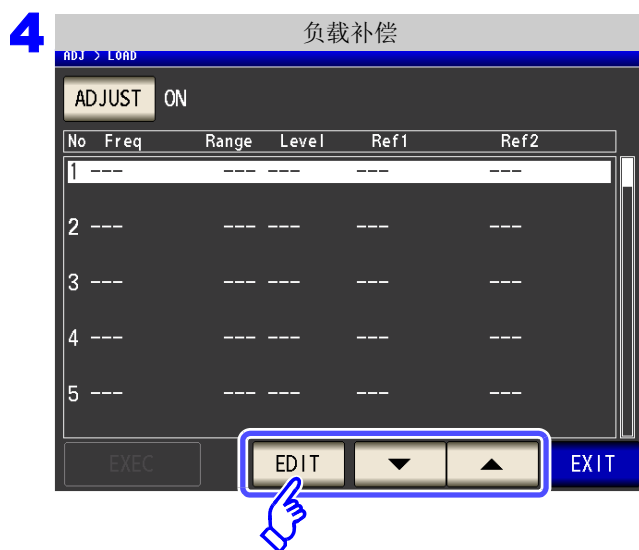 4
负载补偿
ADJ > LOAD
ADJUST ON
No Freq Range Level Ref1 Ref2
1 --- --- --- --- ---
2 --- --- --- --- ---
3 --- --- --- --- ---
4 --- --- --- --- ---
5 --- --- --- --- ---
EXEC EDIT ▼ ▲ EXIT